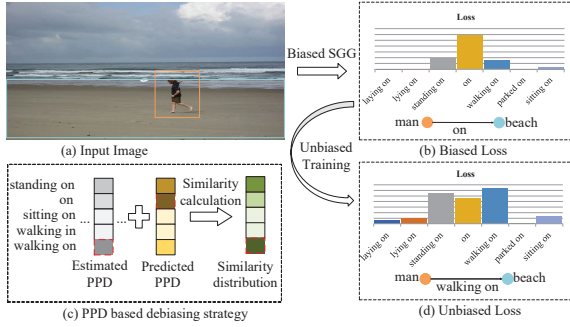 Biased SGG
Loss
laying on
lying on
standing on
on
walking on
parked on
sitting on
man
beach
on
(a) Input Image
(b) Biased Loss
Unbiased
Training
standing on
on
sitting on
walking in
walking on
...
...
Similarity
calculation
Estimated
PPD
Predicted
PPD
Similarity
distribution
(c) PPD based debiasing strategy
Loss
laying on
lying on
standing on
on
walking on
parked on
sitting on
man
beach
walking on
(d) Unbiased Loss